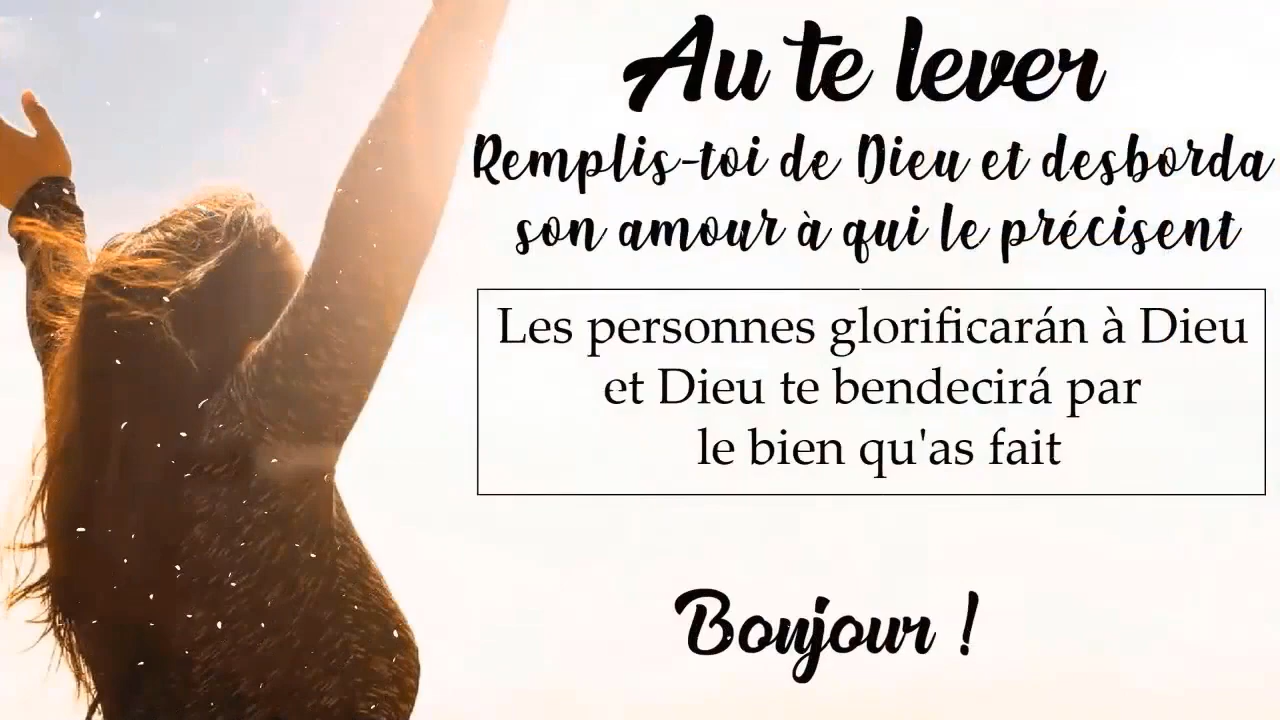 Au te lever
Remplis-toi de Dieu et desborda
son amour à qui le précisent
Les personnes glorificarán à Dieu
et Dieu te bendecirá par
le bien qu'as fait
Bonjour !